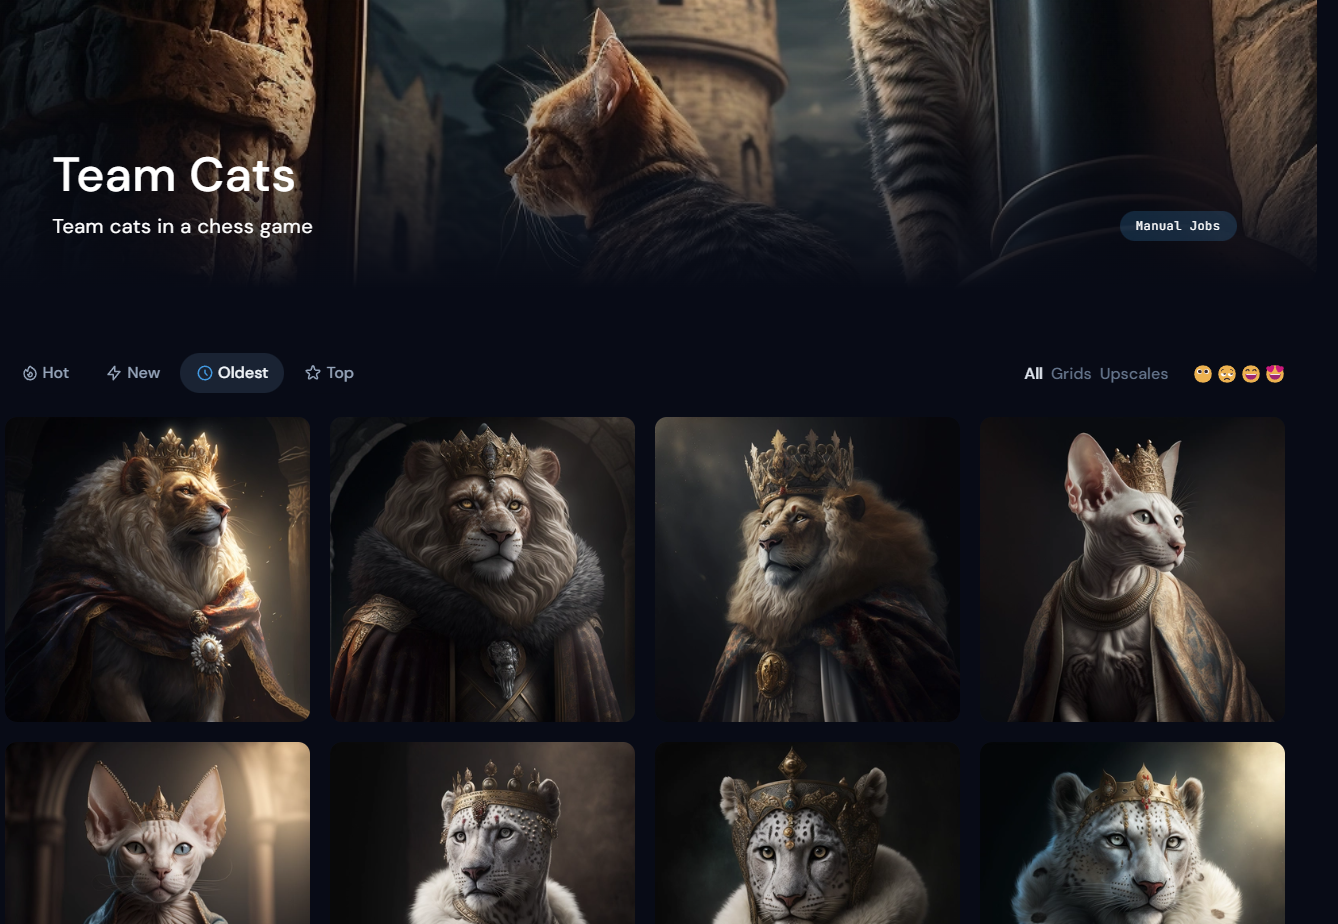 Team Cats
Team cats in a chess game
Manual Jobs
Hot New Oldest Top
All Grids Upscales